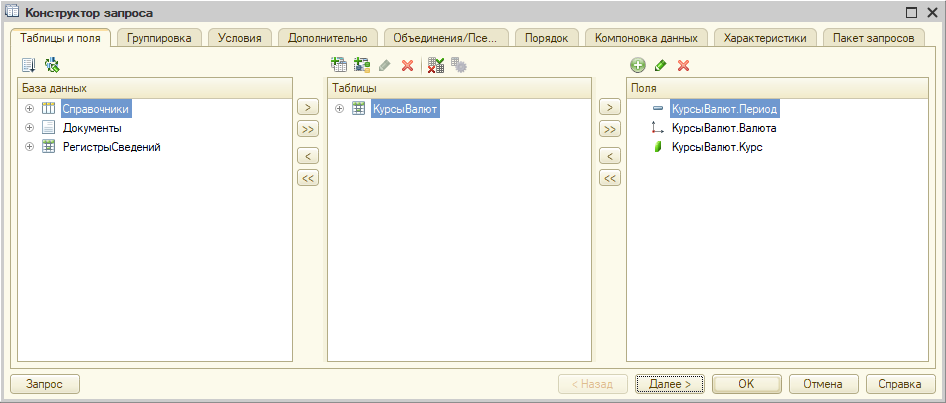 Конструктор запроса
Таблицы и поля
Группировка
Условия
Дополнительно
Объединения/Псе...
Порядок
Компоновка данных
Характеристики
Пакет запросов
База данных
Справочники
Документы
РегистрыСведений
>
>>
<
<<
Таблицы
КурсыВалют
>
>>
<
<<
Поля
КурсыВалют.Период
КурсыВалют.Валюта
КурсыВалют.Курс
Запрос
< Назад
Далее >
ОК
Отмена
Справка